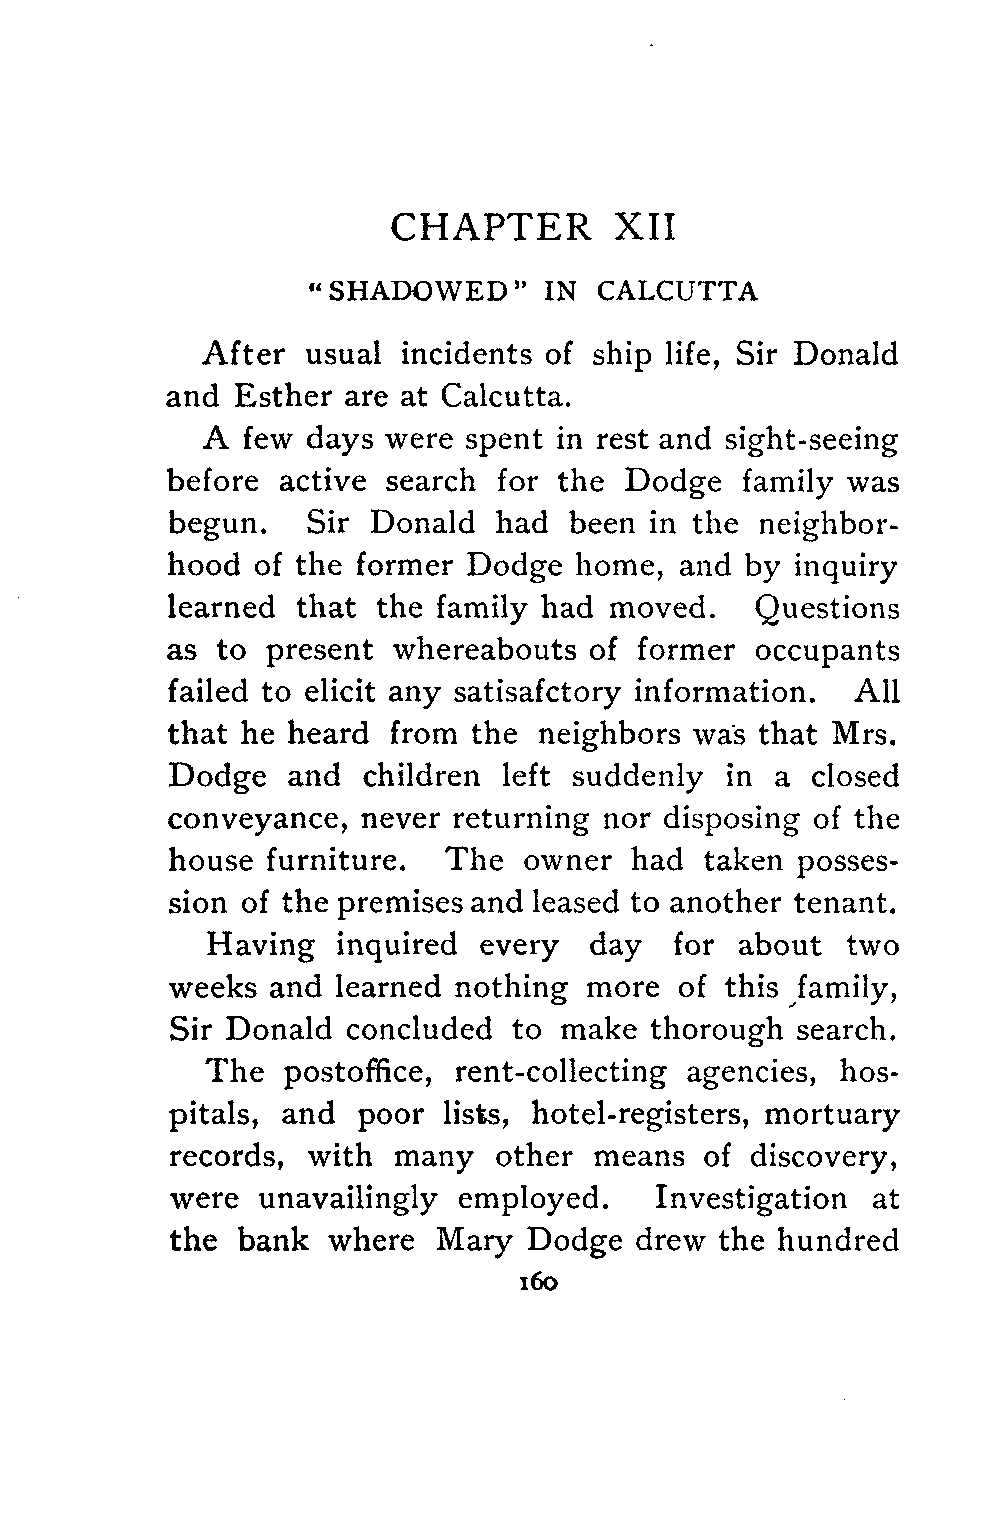 CHAPTER XII
"SHADOWED" IN CALCUTTA
After usual incidents of ship life, Sir Donald
and Esther are at Calcutta.
A few days were spent in rest and sight-seeing
before active search for the Dodge family was
begun. Sir Donald had been in the neighbor-
hood of the former Dodge home, and by inquiry
learned that the family had moved. Questions
as to present whereabouts of former occupants
failed to elicit any satisafctory information. All
that he heard from the neighbors was that Mrs.
Dodge and children left suddenly in a closed
conveyance, never returning nor disposing of the
house furniture. The owner had taken posses-
sion of the premises and leased to another tenant.
Having inquired every day for about two
weeks and learned nothing more of this family,
Sir Donald concluded to make thorough search.
The postoffice, rent-collecting agencies, hos-
pitals, and poor lists, hotel-registers, mortuary
records, with many other means of discovery,
were unavailingly employed. Investigation at
the bank where Mary Dodge drew the hundred
160